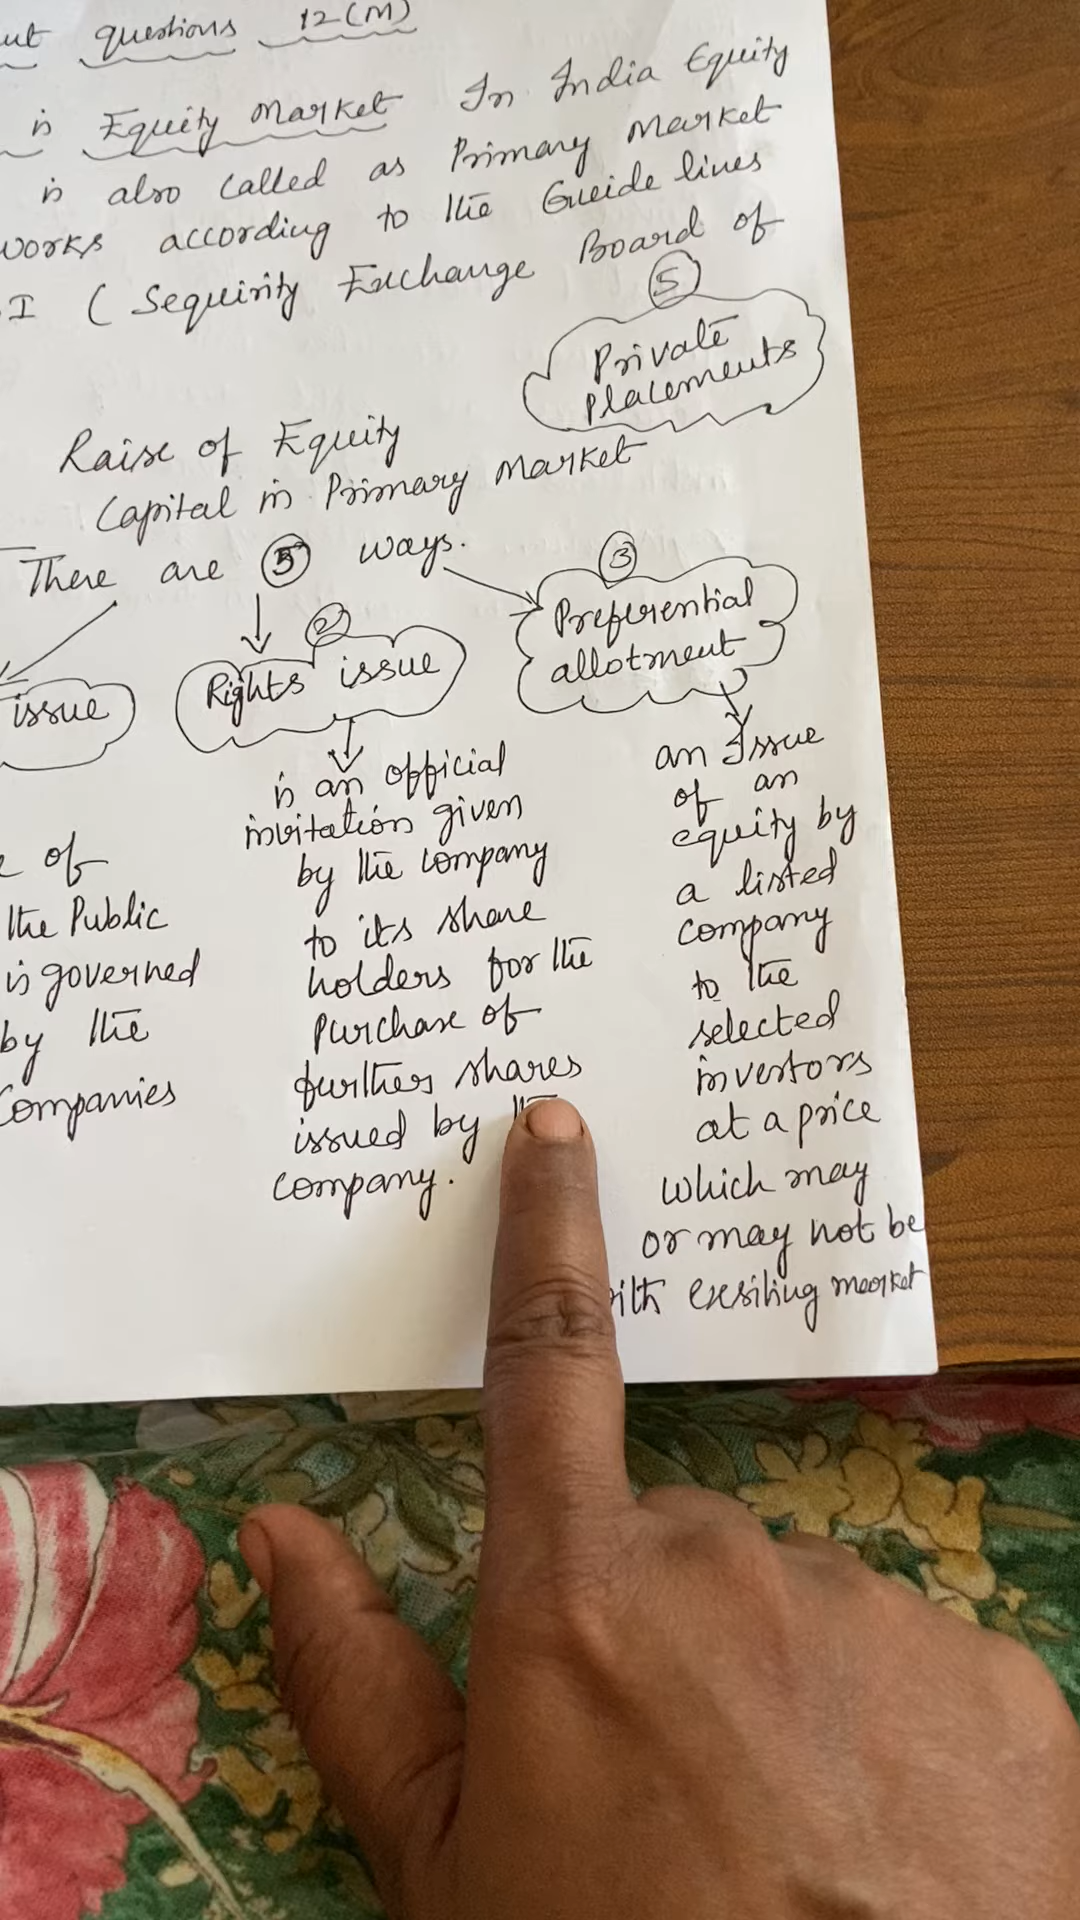 questions 12(M)
is Equity Market In India Equity
is also called as Primary Market
works according to the Gueide lines
I ( Sequirity Exchange Board of
5
Private
Placements
Raise of Equity
Capital in Primary Market
There are 5 ways.
issue
2
Rights issue
3
Preferential
allotment
of
the Public
is governed
by the
Companies
is an official
invitation given
by the company
to its share
holders for the
Purchase of
further shares
issued by
company.
an Issue
of an
equity by
a listed
company
to the
selected
investors
at a price
which may
or may not be
exsiting market